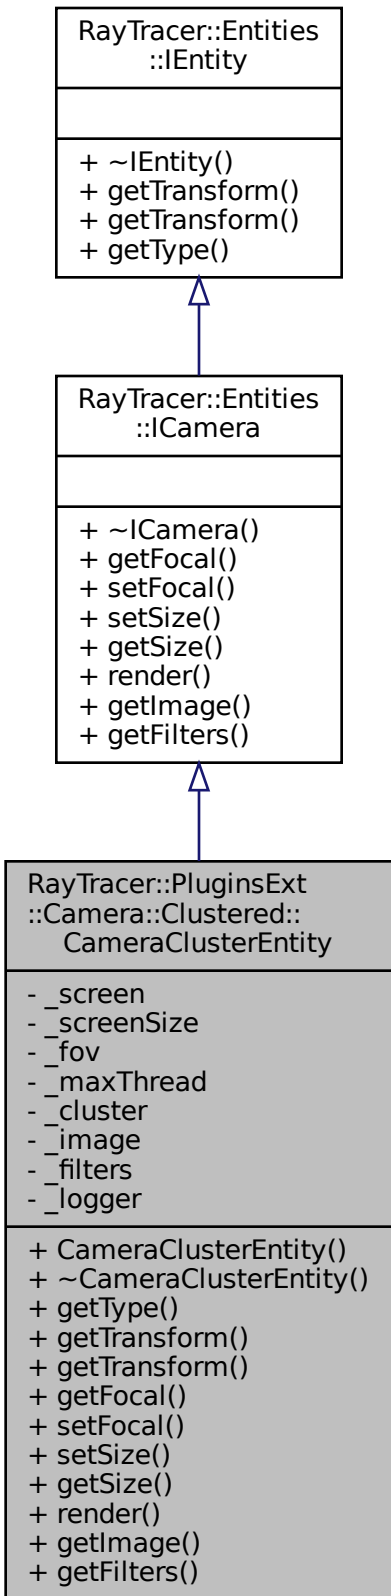 RayTracer::Entities
::IEntity
+ ~IEntity()
+ getTransform()
+ getTransform()
+ getType()
RayTracer::Entities
::ICamera
+ ~ICamera()
+ getFocal()
+ setFocal()
+ setSize()
+ getSize()
+ render()
+ getImage()
+ getFilters()
RayTracer::PluginsExt
::Camera::Clustered::
CameraClusterEntity
- _screen
- _screenSize
- _fov
- _maxThread
- _cluster
- _image
- _filters
- _logger
+ CameraClusterEntity()
+ ~CameraClusterEntity()
+ getType()
+ getTransform()
+ getTransform()
+ getFocal()
+ setFocal()
+ setSize()
+ getSize()
+ render()
+ getImage()
+ getFilters()